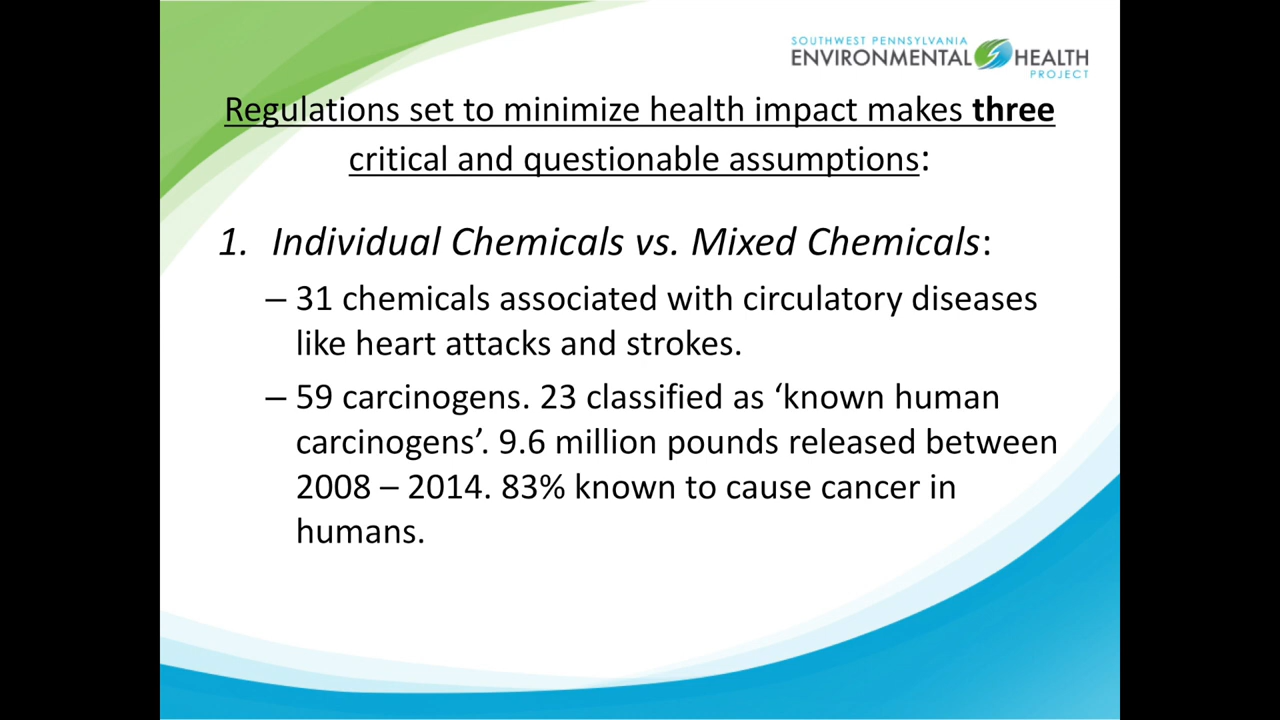 SOUTHWEST PENNSYLVANIA
ENVIRONMENTAL HEALTH
PROJECT
Regulations set to minimize health impact makes three
critical and questionable assumptions:
1. Individual Chemicals vs. Mixed Chemicals:
– 31 chemicals associated with circulatory diseases
like heart attacks and strokes.
– 59 carcinogens. 23 classified as ‘known human
carcinogens’. 9.6 million pounds released between
2008 – 2014. 83% known to cause cancer in
humans.